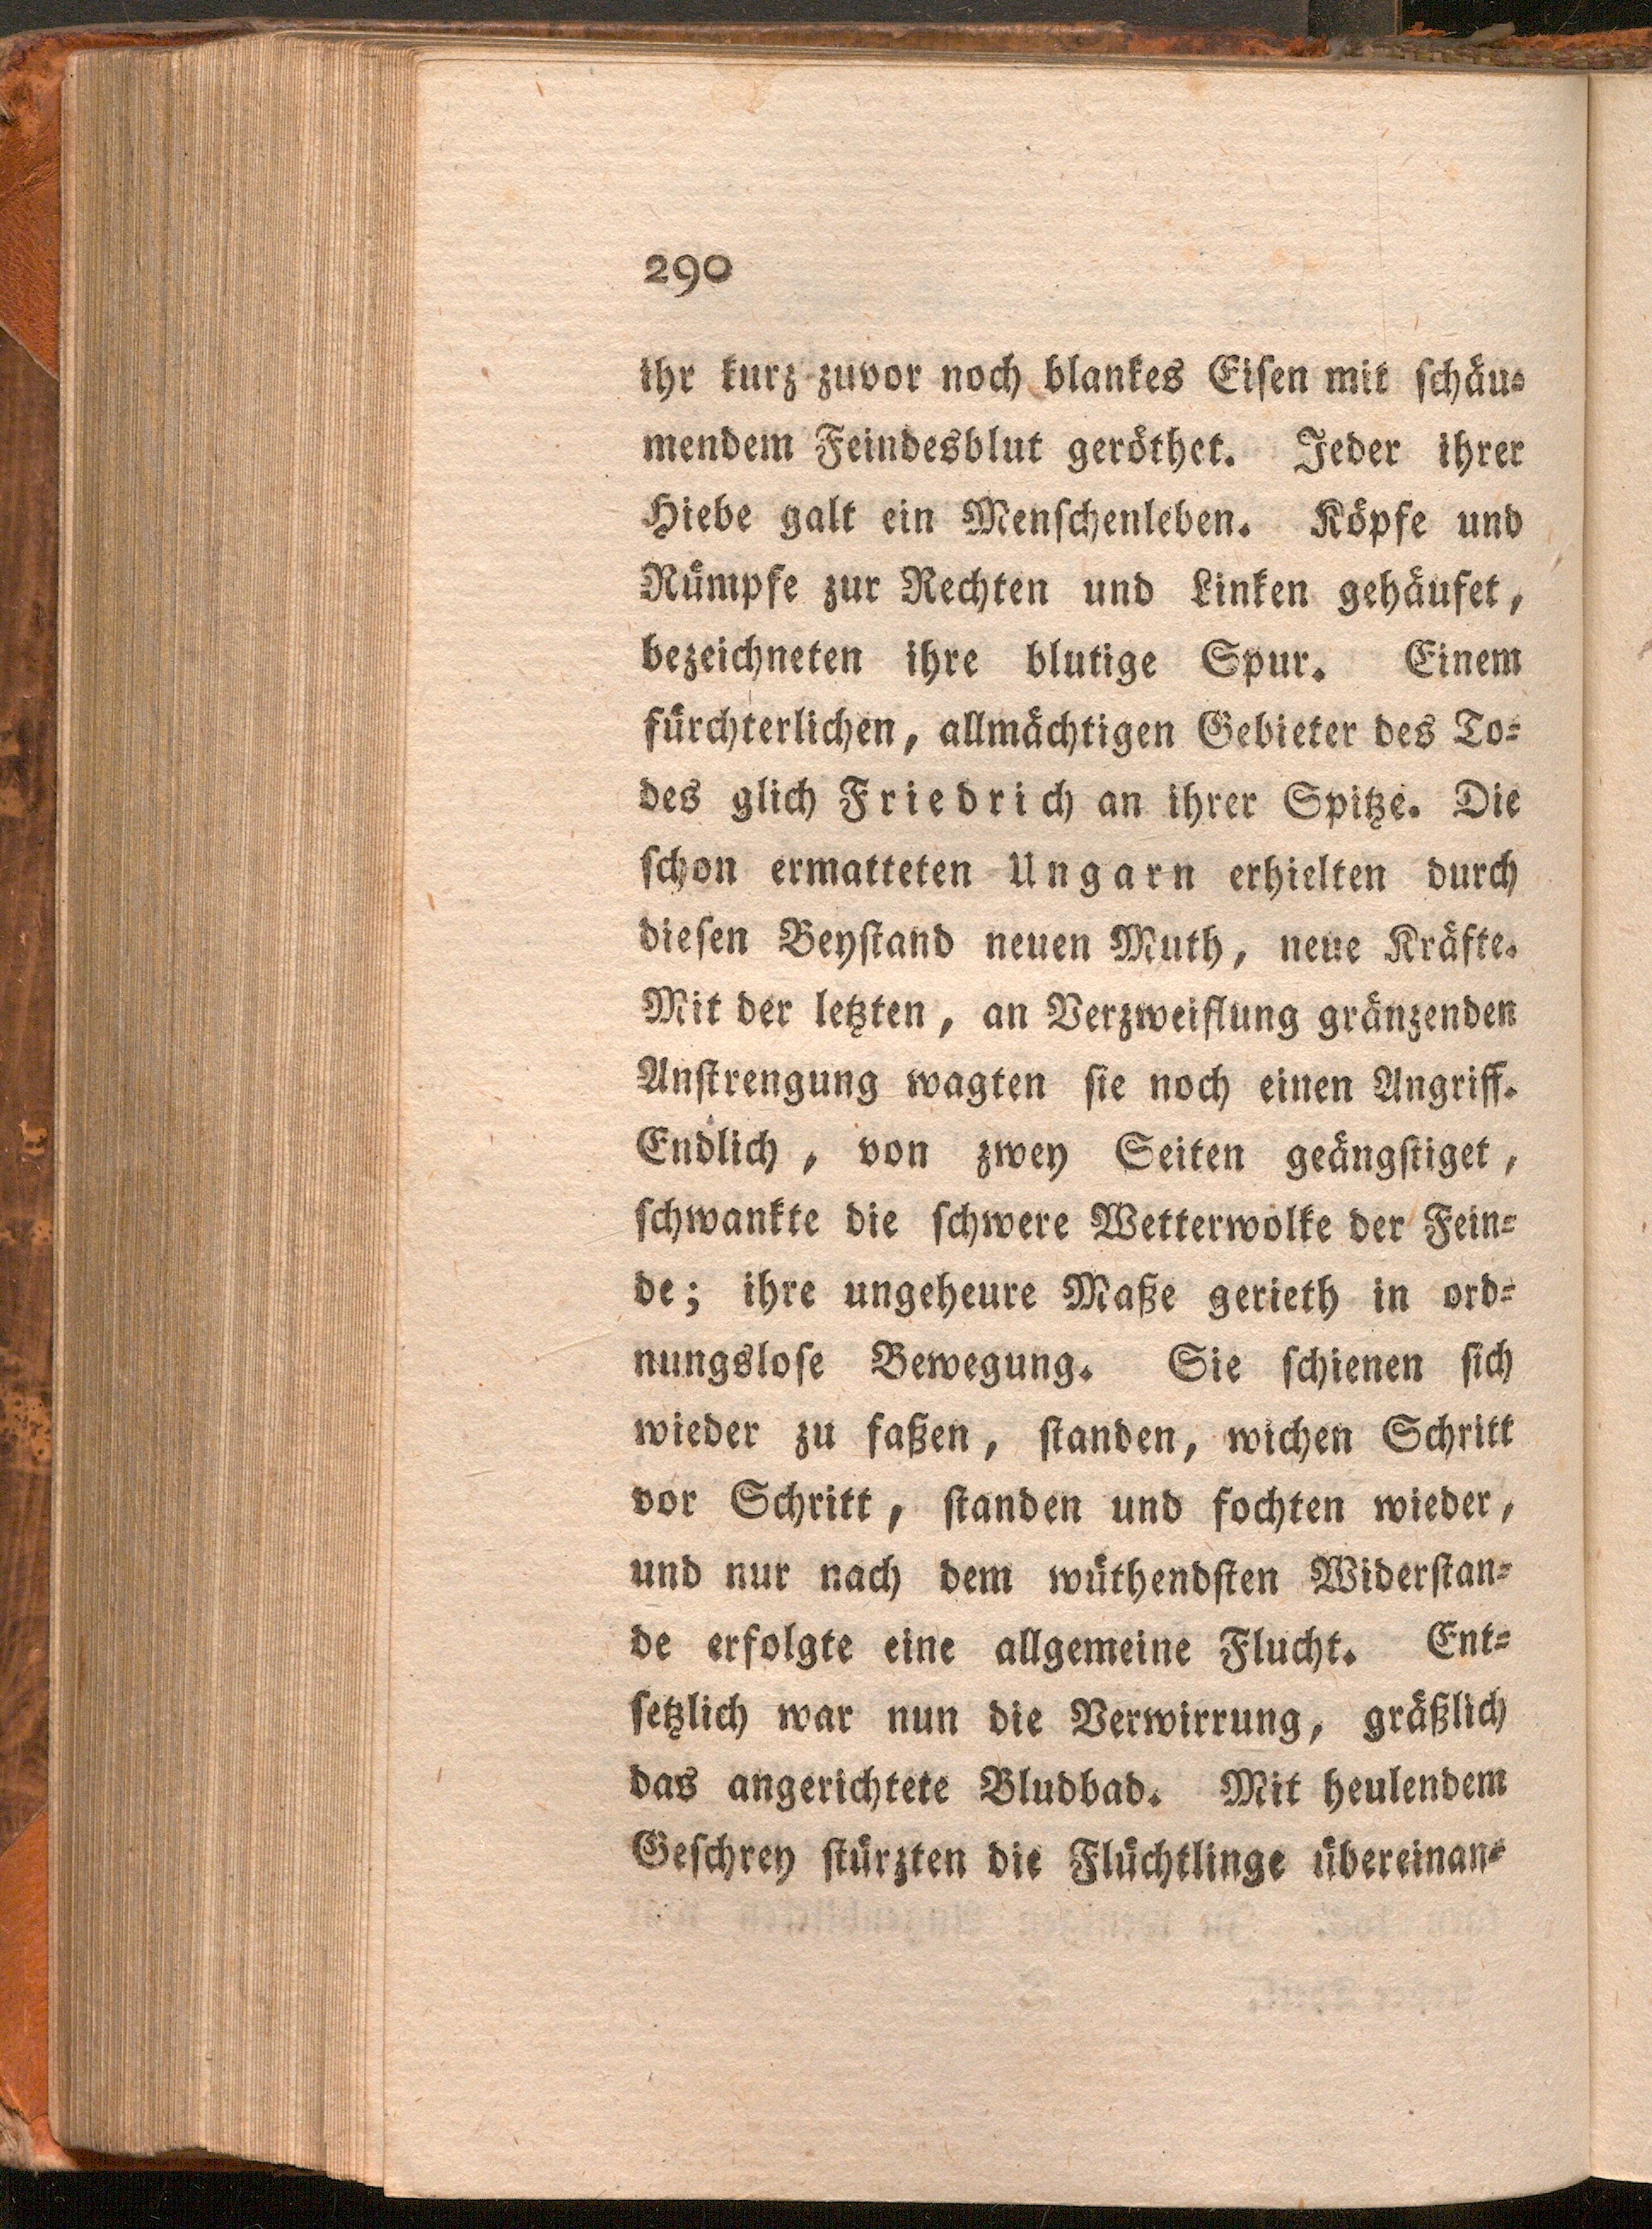 290
ihr kurz zuvor noch blankes Eiſen mit ſchäu⸗
mendem Feindesblut geröthet. Jeder ihrer
Hiebe galt ein Menſchenleben. Köpfe und
Rümpfe zur Rechten und Linken gehäufet,
bezeichneten ihre blutige Spur. Einem
fürchterlichen, allmächtigen Gebieter des To⸗
des glich Friedrich an ihrer Spitze. Die
ſchon ermatteten Ungarn erhielten durch
dieſen Beyſtand neuen Muth, neue Kräfte.
Mit der letzten, an Verzweiflung gränzenden
Anſtrengung wagten ſie noch einen Angriff.
Endlich, von zwey Seiten geängſtiget,
ſchwankte die ſchwere Wetterwolke der Fein⸗
de; ihre ungeheure Maße gerieth in ord⸗
nungsloſe Bewegung. Sie ſchienen ſich
wieder zu faßen, ſtanden, wichen Schritt
vor Schritt, ſtanden und fochten wieder,
und nur nach dem wüthendſten Widerſtan⸗
de erfolgte eine allgemeine Flucht. Ent⸗
ſetzlich war nun die Verwirrung, gräßlich
das angerichtete Bludbad. Mit heulendem
Geſchrey ſtürzten die Flüchtlinge übereinan⸗